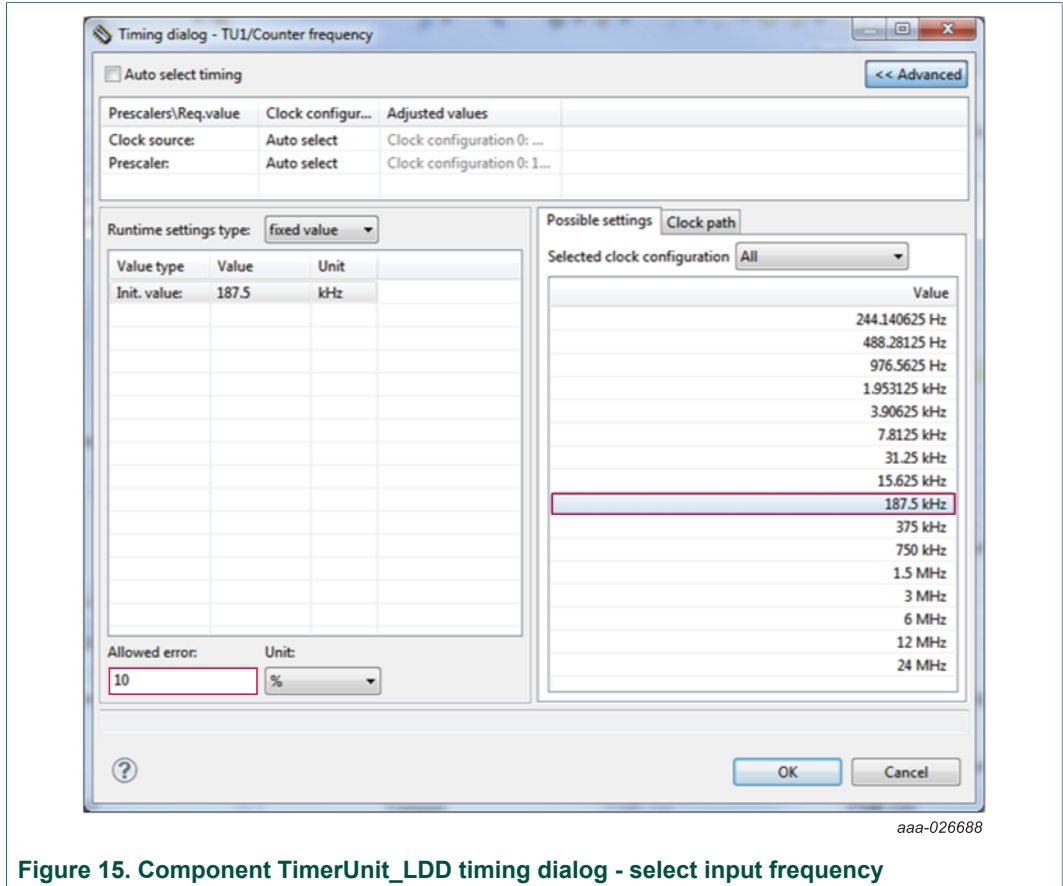 Timing dialog - TU1/Counter frequency
Auto select timing
<< Advanced
Prescalers\Req.value Clock configur... Adjusted values
Clock source: Auto select Clock configuration 0: ...
Prescaler: Auto select Clock configuration 0: 1...
Runtime settings type: fixed value
Value type Value Unit
Init. value: 187.5 kHz
Allowed error: Unit:
10 %
Possible settings Clock path
Selected clock configuration All
Value
244.140625 Hz
488.28125 Hz
976.5625 Hz
1.953125 kHz
3.90625 kHz
7.8125 kHz
31.25 kHz
15.625 kHz
187.5 kHz
375 kHz
750 kHz
1.5 MHz
3 MHz
6 MHz
12 MHz
24 MHz
?
OK Cancel
aaa-026688
Figure 15. Component TimerUnit_LDD timing dialog - select input frequency